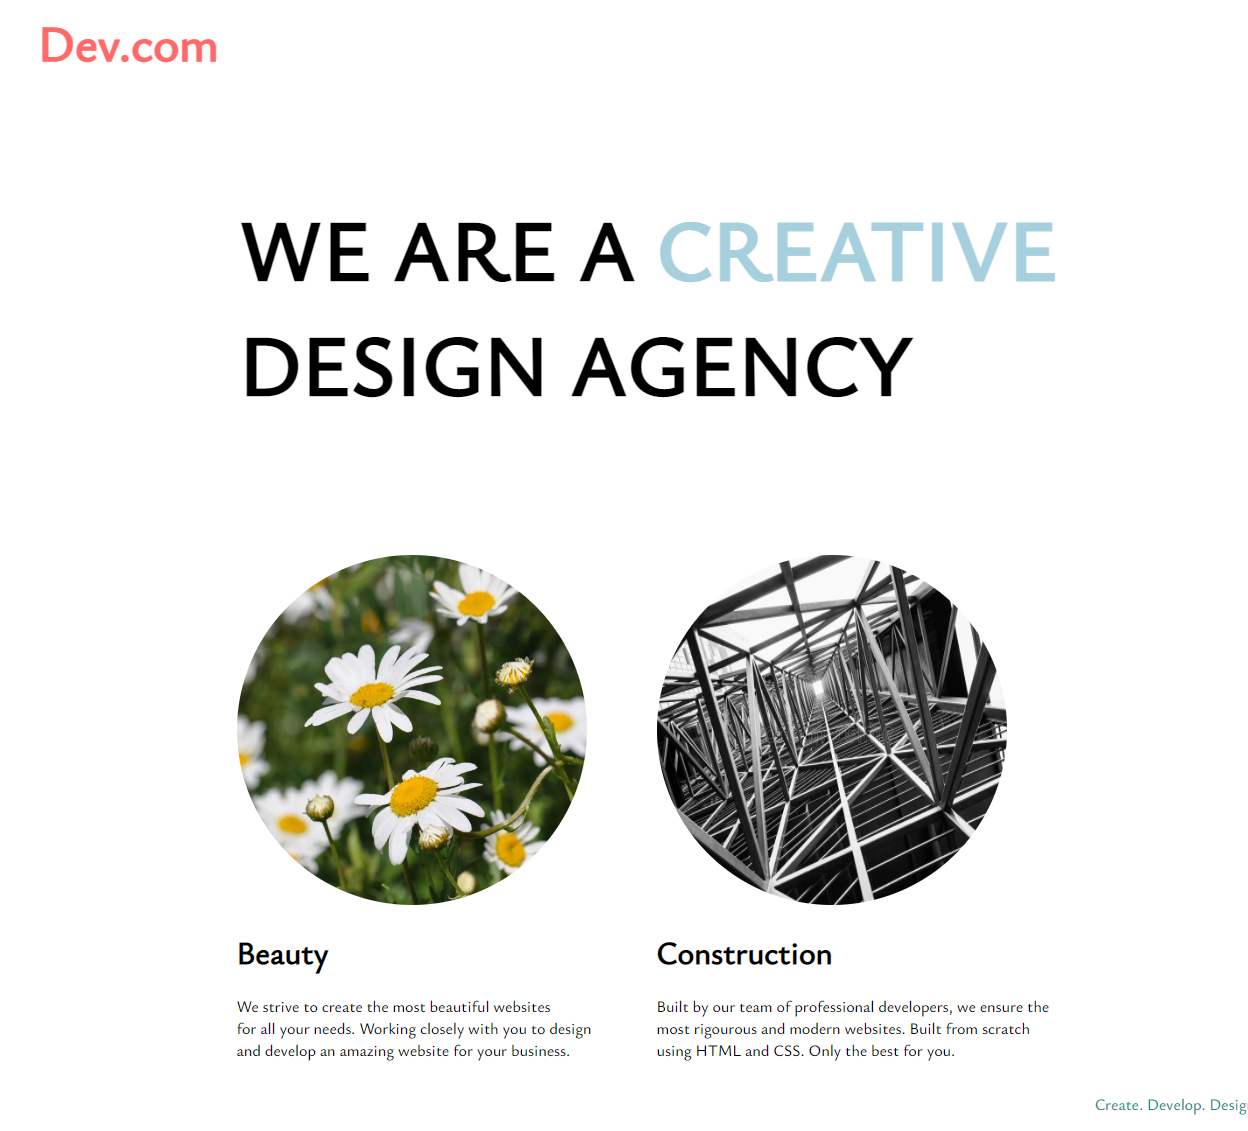 Dev.com
WE ARE A CREATIVE
DESIGN AGENCY
Beauty
We strive to create the most beautiful websites
for all your needs. Working closely with you to design
and develop an amazing website for your business.
Construction
Built by our team of professional developers, we ensure the
most rigourous and modern websites. Built from scratch
using HTML and CSS. Only the best for you.
Create. Develop. Desig